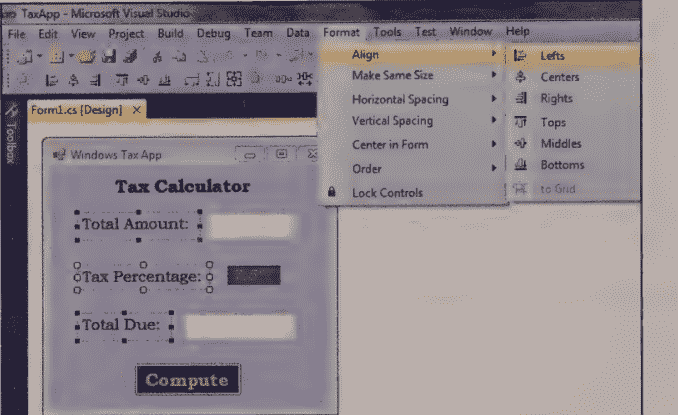 TaxApp - Microsoft Visual Studio
File Edit View Project Build Debug Team Data Format Tools Test Window Help
Align
Lefts
Make Same Size
Centers
Horizontal Spacing
Rights
Vertical Spacing
Tops
Center in Form
Middles
Order
Bottoms
Lock Controls
to Grid
Form1.cs [Design] ×
Toolbox
Windows Tax App
Tax Calculator
Total Amount:
Tax Percentage:
Total Due:
Compute